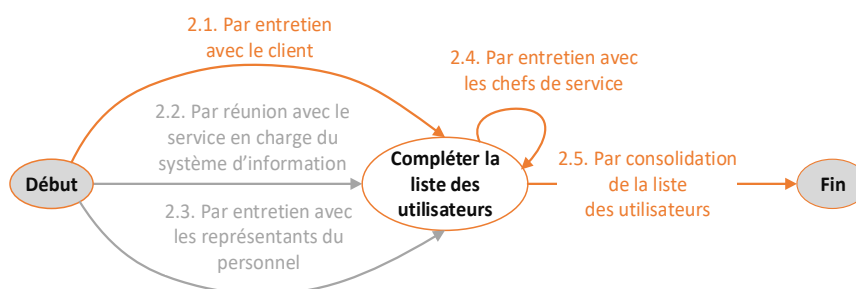 2.1. Par entretien
avec le client
2.4. Par entretien avec
les chefs de service
2.2. Par réunion avec le
service en charge du
système d'information
Début
Compléter la
liste des
utilisateurs
2.5. Par consolidation
de la liste
des utilisateurs
Fin
2.3. Par entretien avec
les représentants du
personnel